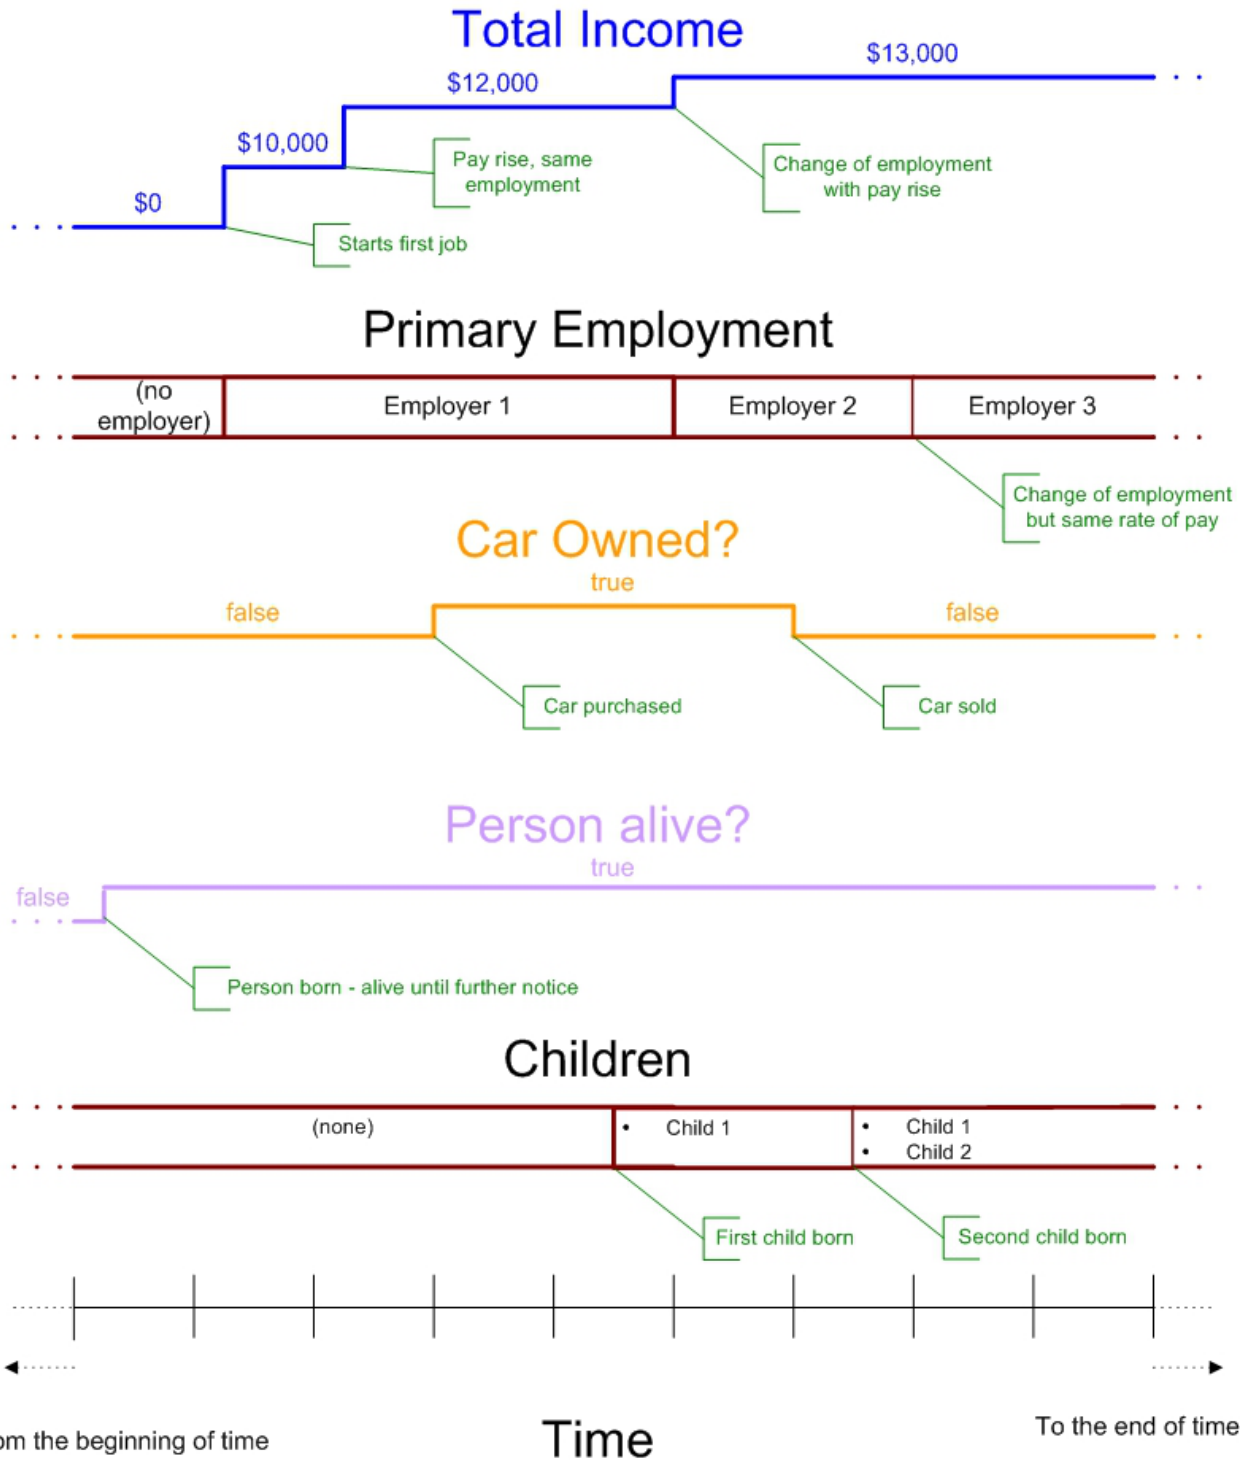 Total Income
$13,000
$12,000
$10,000
Pay rise, same
employment
Change of employment
with pay rise
$0
Starts first job
Primary Employment
(no
employer)
Employer 1
Employer 2
Employer 3
Change of employment
but same rate of pay
Car Owned?
true
false
false
Car purchased
Car sold
Person alive?
true
false
Person born - alive until further notice
Children
(none)
• Child 1
• Child 1
• Child 2
First child born
Second child born
To the end of time
Time
om the beginning of time